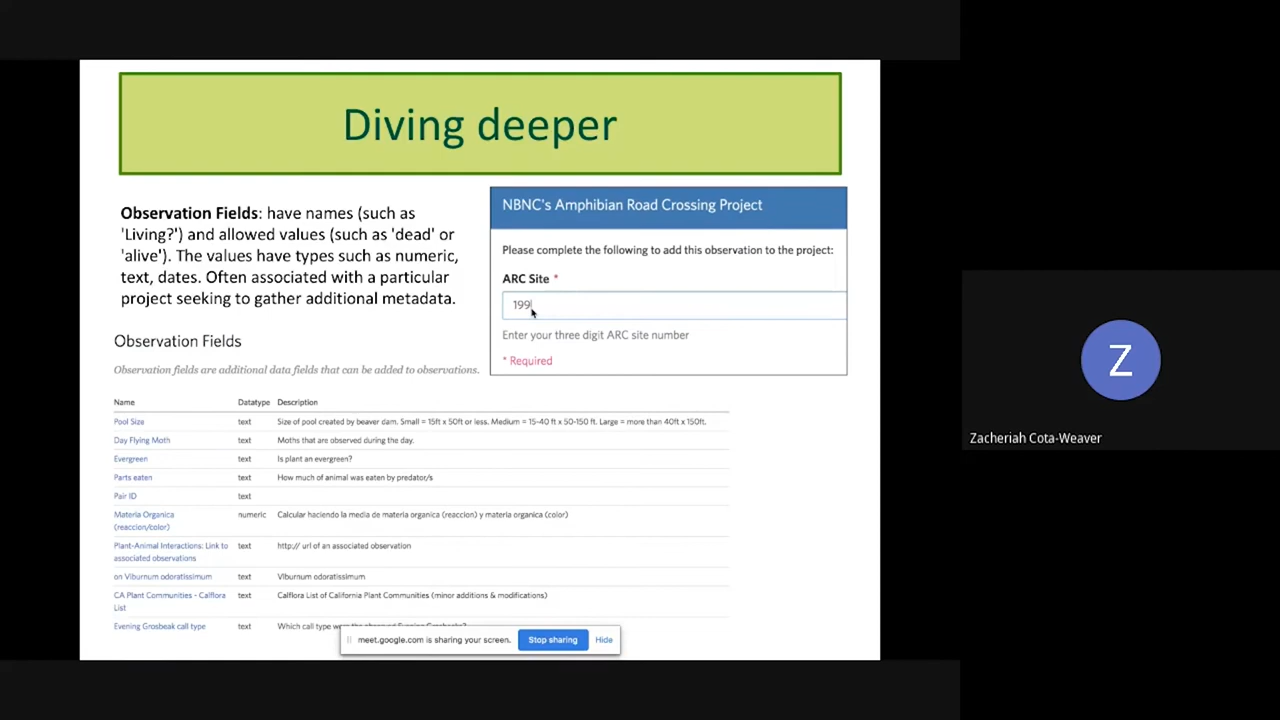 Diving deeper
Observation Fields: have names (such as
'Living?') and allowed values (such as 'dead' or
'alive'). The values have types such as numeric,
text, dates. Often associated with a particular
project seeking to gather additional metadata.
NBNC's Amphibian Road Crossing Project
Please complete the following to add this observation to the project:
ARC Site *
199
Enter your three digit ARC site number
* Required
Observation Fields
Observation fields are additional data fields that can be added to observations.
Name Datatype Description
Pool Size text Size of pool created by beaver dam. Small = 15ft x 50ft or less. Medium = 15-40 ft x 50-150 ft. Large = more than 40ft x 150ft.
Day Flying Moth text Moths that are observed during the day.
Evergreen text Is plant an evergreen?
Parts eaten text How much of animal was eaten by predator/s
Pair ID text
Materia Organica numeric Calcular haciendo la media de materia organica (reaccion) y materia organica (color)
(reaccion/color)
Plant-Animal Interactions: Link to text http:// url of an associated observation
associated observations
on Viburnum odoratissimum text Viburnum odoratissimum
CA Plant Communities - Calflora text Calflora List of California Plant Communities (minor additions & modifications)
List
Evening Grosbeak call type text Which call type
meet.google.com is sharing your screen. Stop sharing Hide
Z
Zacheriah Cota-Weaver